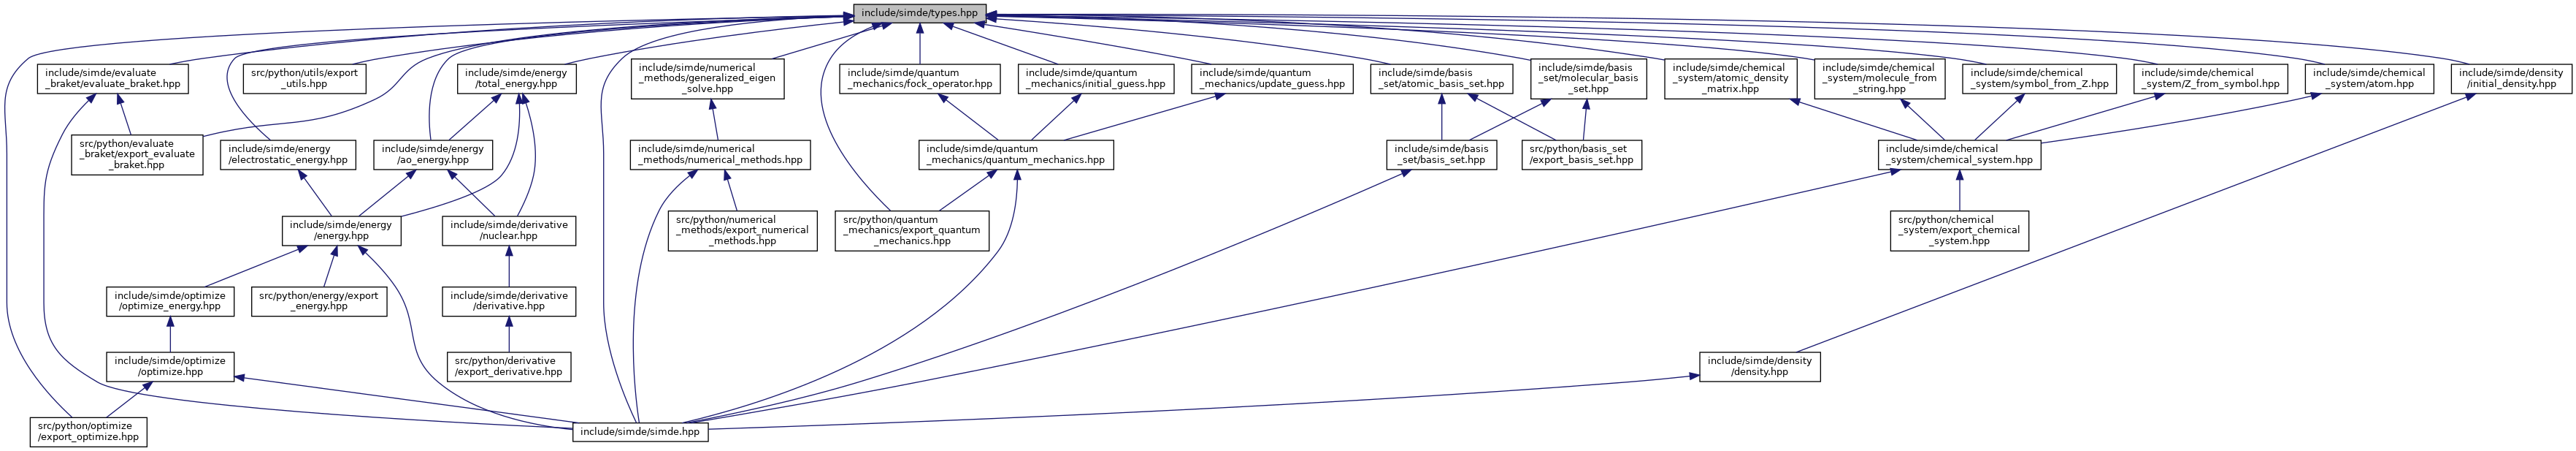 include/simde/types.hpp
include/simde/evaluate
_braket/evaluate_braket.hpp
src/python/utils/export
_utils.hpp
include/simde/energy
/total_energy.hpp
include/simde/numerical
_methods/generalized_eigen
_solve.hpp
include/simde/quantum
_mechanics/fock_operator.hpp
include/simde/quantum
_mechanics/initial_guess.hpp
include/simde/quantum
_mechanics/update_guess.hpp
include/simde/basis
_set/atomic_basis_set.hpp
include/simde/basis
_set/molecular_basis
_set.hpp
include/simde/chemical
_system/atomic_density
_matrix.hpp
include/simde/chemical
_system/molecule_from
_string.hpp
include/simde/chemical
_system/symbol_from_Z.hpp
include/simde/chemical
_system/Z_from_symbol.hpp
include/simde/chemical
_system/atom.hpp
include/simde/density
/initial_density.hpp
src/python/evaluate
_braket/export_evaluate
_braket.hpp
include/simde/energy
/electrostatic_energy.hpp
include/simde/energy
/ao_energy.hpp
include/simde/numerical
_methods/numerical_methods.hpp
include/simde/quantum
_mechanics/quantum_mechanics.hpp
include/simde/basis
_set/basis_set.hpp
src/python/basis_set
/export_basis_set.hpp
include/simde/chemical
_system/chemical_system.hpp
include/simde/energy
/energy.hpp
include/simde/derivative
/nuclear.hpp
src/python/numerical
_methods/export_numerical
_methods.hpp
src/python/quantum
_mechanics/export_quantum
_mechanics.hpp
src/python/chemical
_system/export_chemical
_system.hpp
include/simde/optimize
/optimize_energy.hpp
src/python/energy/export
_energy.hpp
include/simde/derivative
/derivative.hpp
include/simde/optimize
/optimize.hpp
src/python/derivative
/export_derivative.hpp
include/simde/density
/density.hpp
src/python/optimize
/export_optimize.hpp
include/simde/simde.hpp